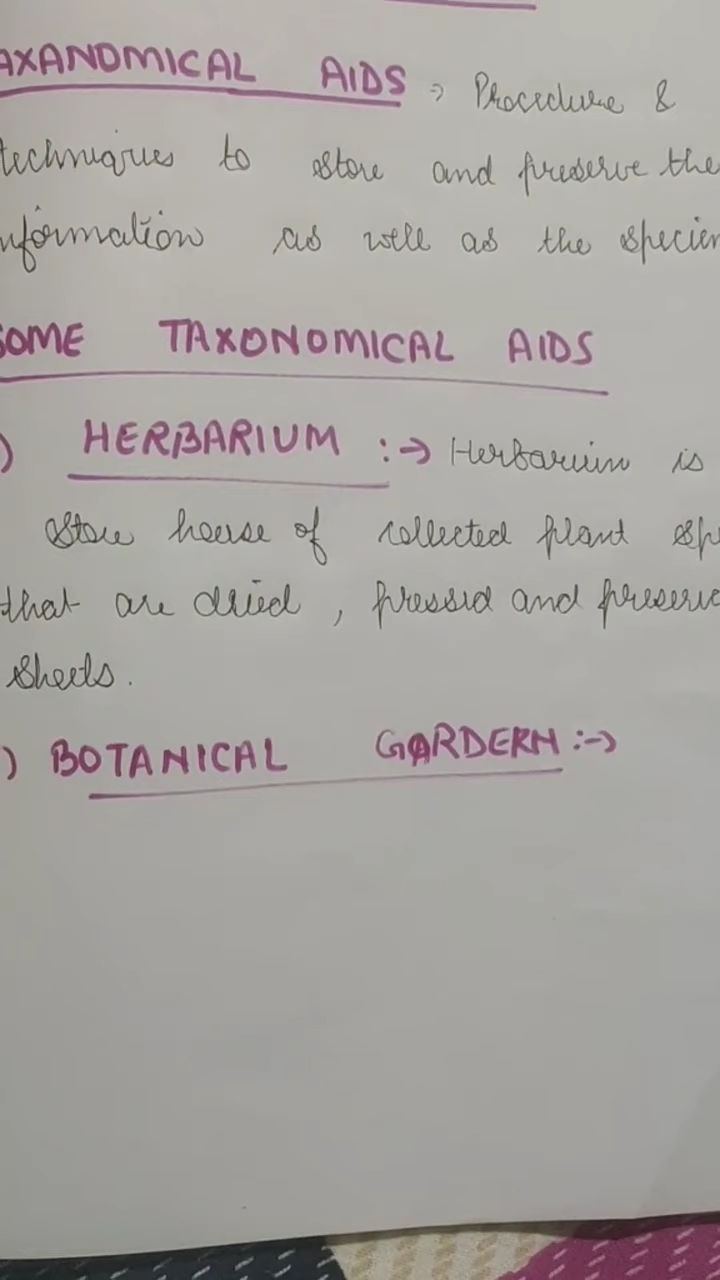 AXANOMICAL AIDS :→ Procedure &
techniques to store and preserve the
nformation as well as the specim
SOME TAXONOMICAL AIDS
) HERBARIUM :→ Herbarium is
store house of collected plant sp
that are dried, pressed and preserv
sheets.
) BOTANICAL GARDERN :→